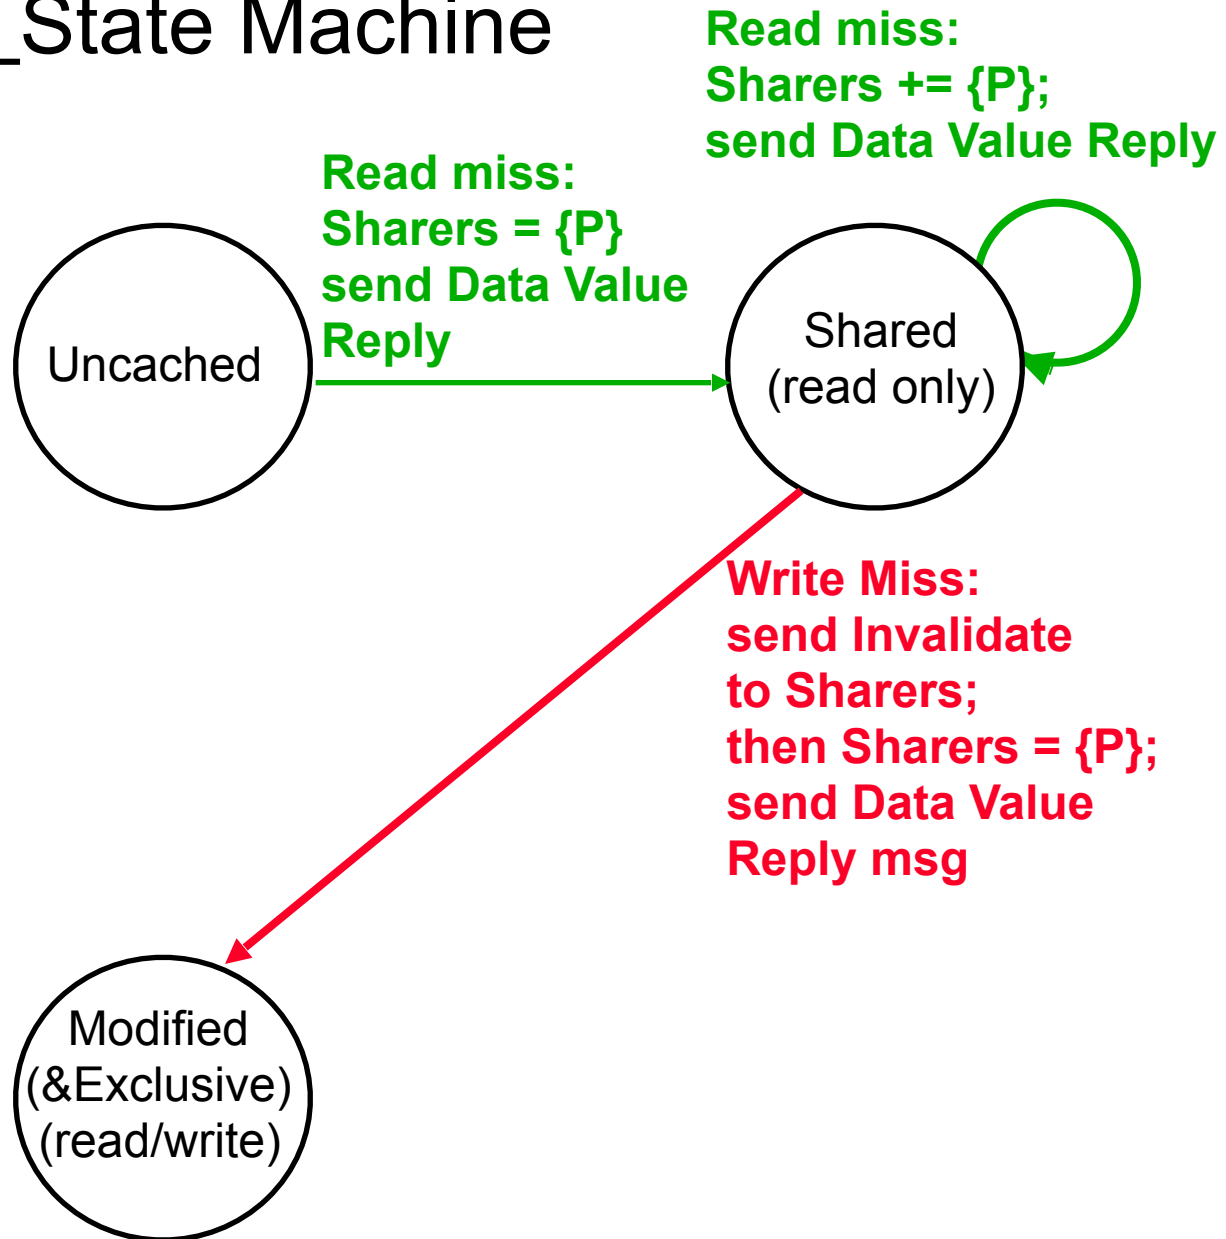 _State Machine
Read miss:
Sharers += {P};
send Data Value Reply
Read miss:
Sharers = {P}
send Data Value
Reply
Uncached
Shared
(read only)
Write Miss:
send Invalidate
to Sharers;
then Sharers = {P};
send Data Value
Reply msg
Modified
(&Exclusive)
(read/write)